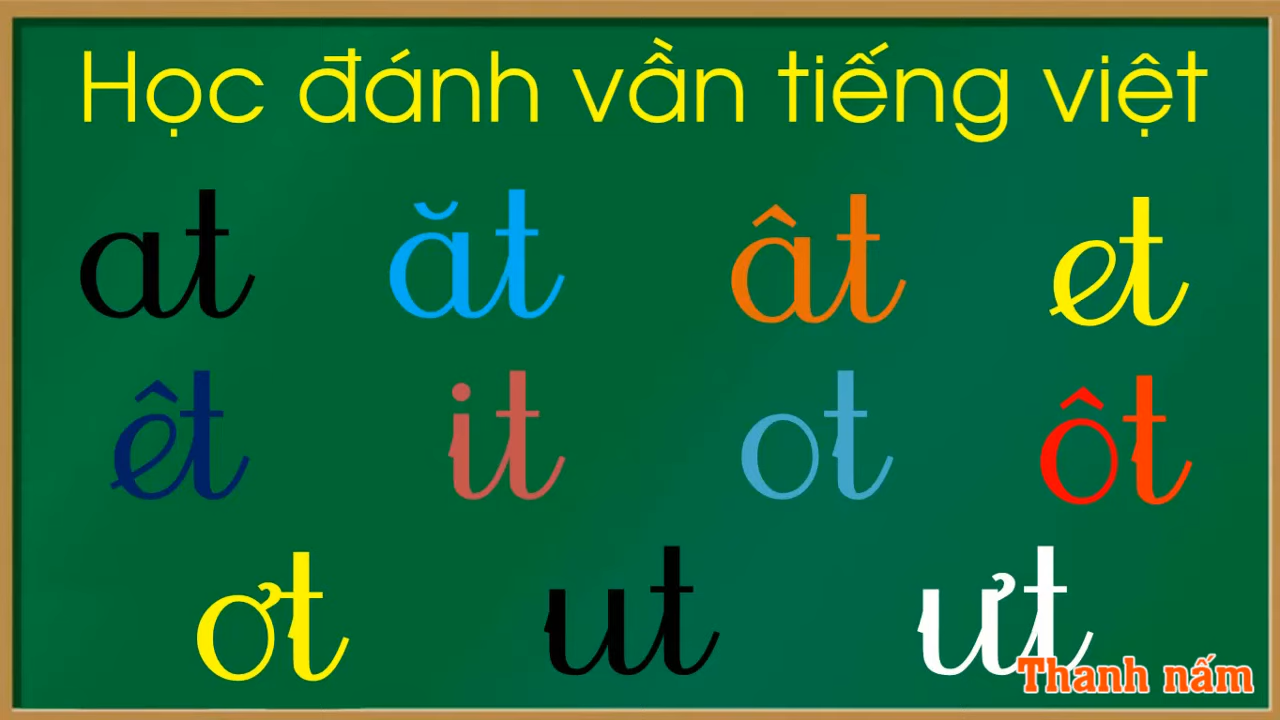 Học đánh vần tiếng việt
at ăt ât et
êt it ot ôt
ơt ut ưt
Thanh nấm